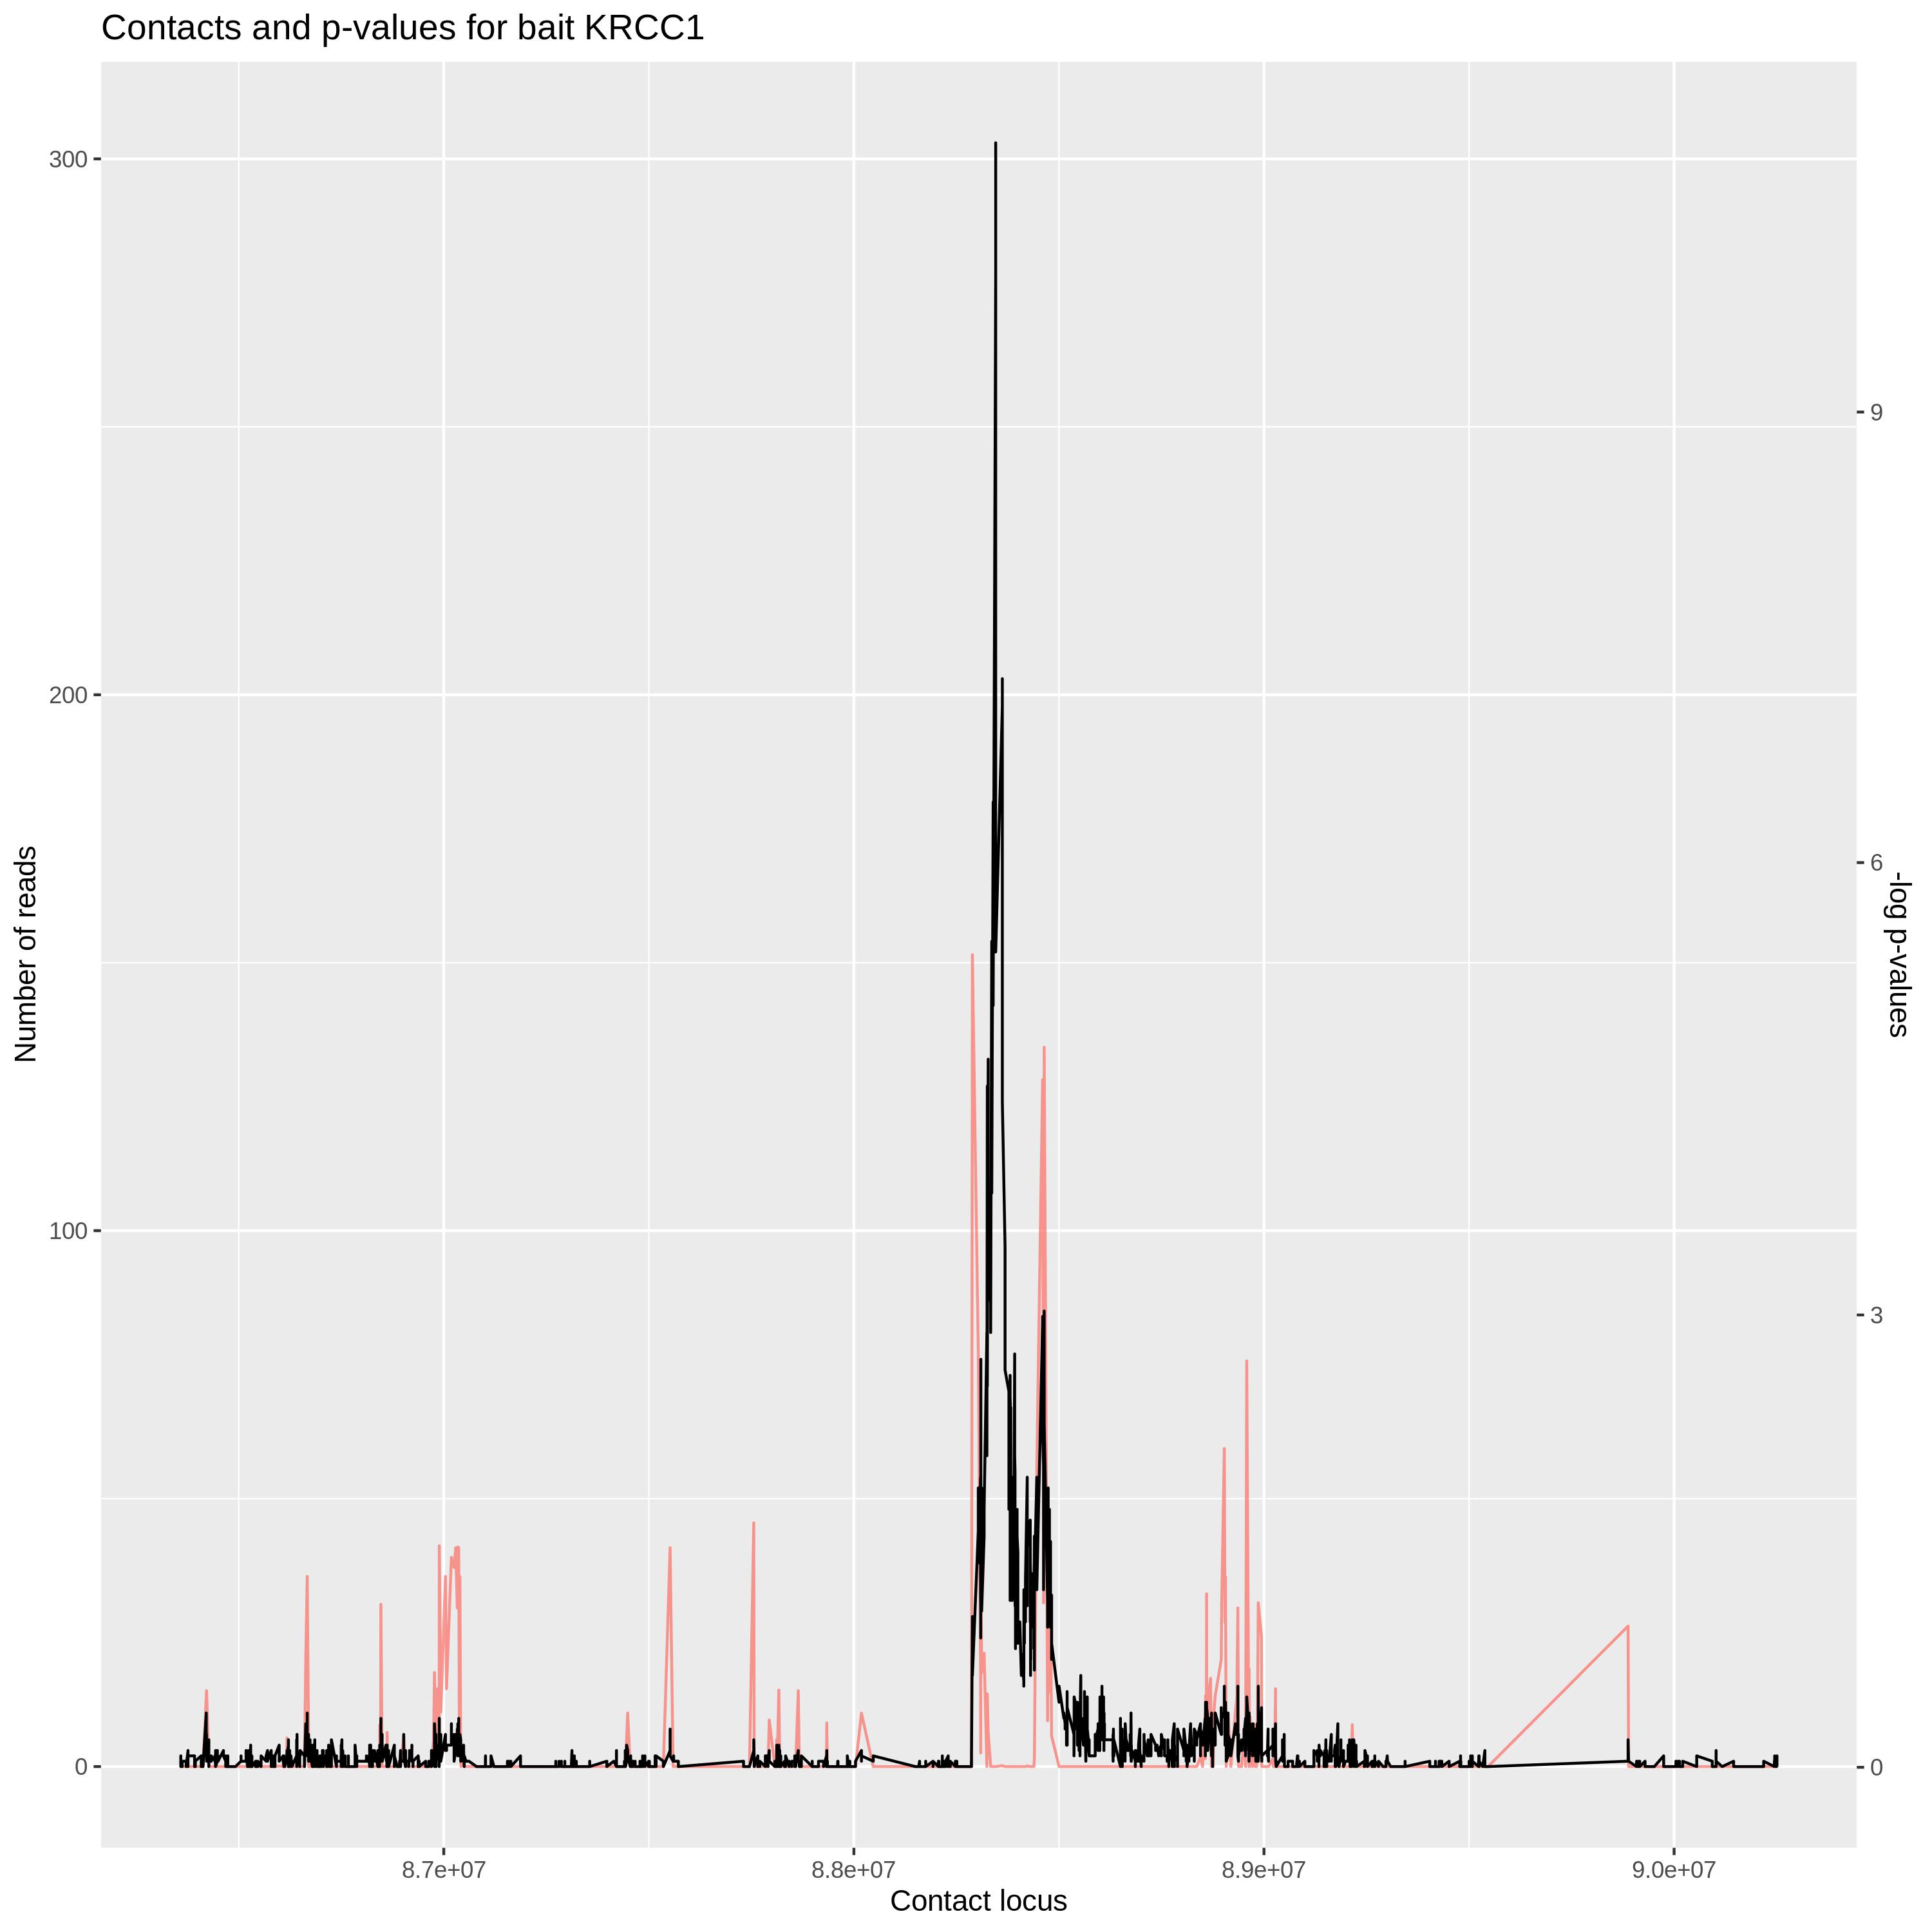 Contacts and p-values for bait KRCC1
300
200
100
0
Number of reads
9
6
3
0
-log p-values
8.7e+07 8.8e+07 8.9e+07 9.0e+07
Contact locus